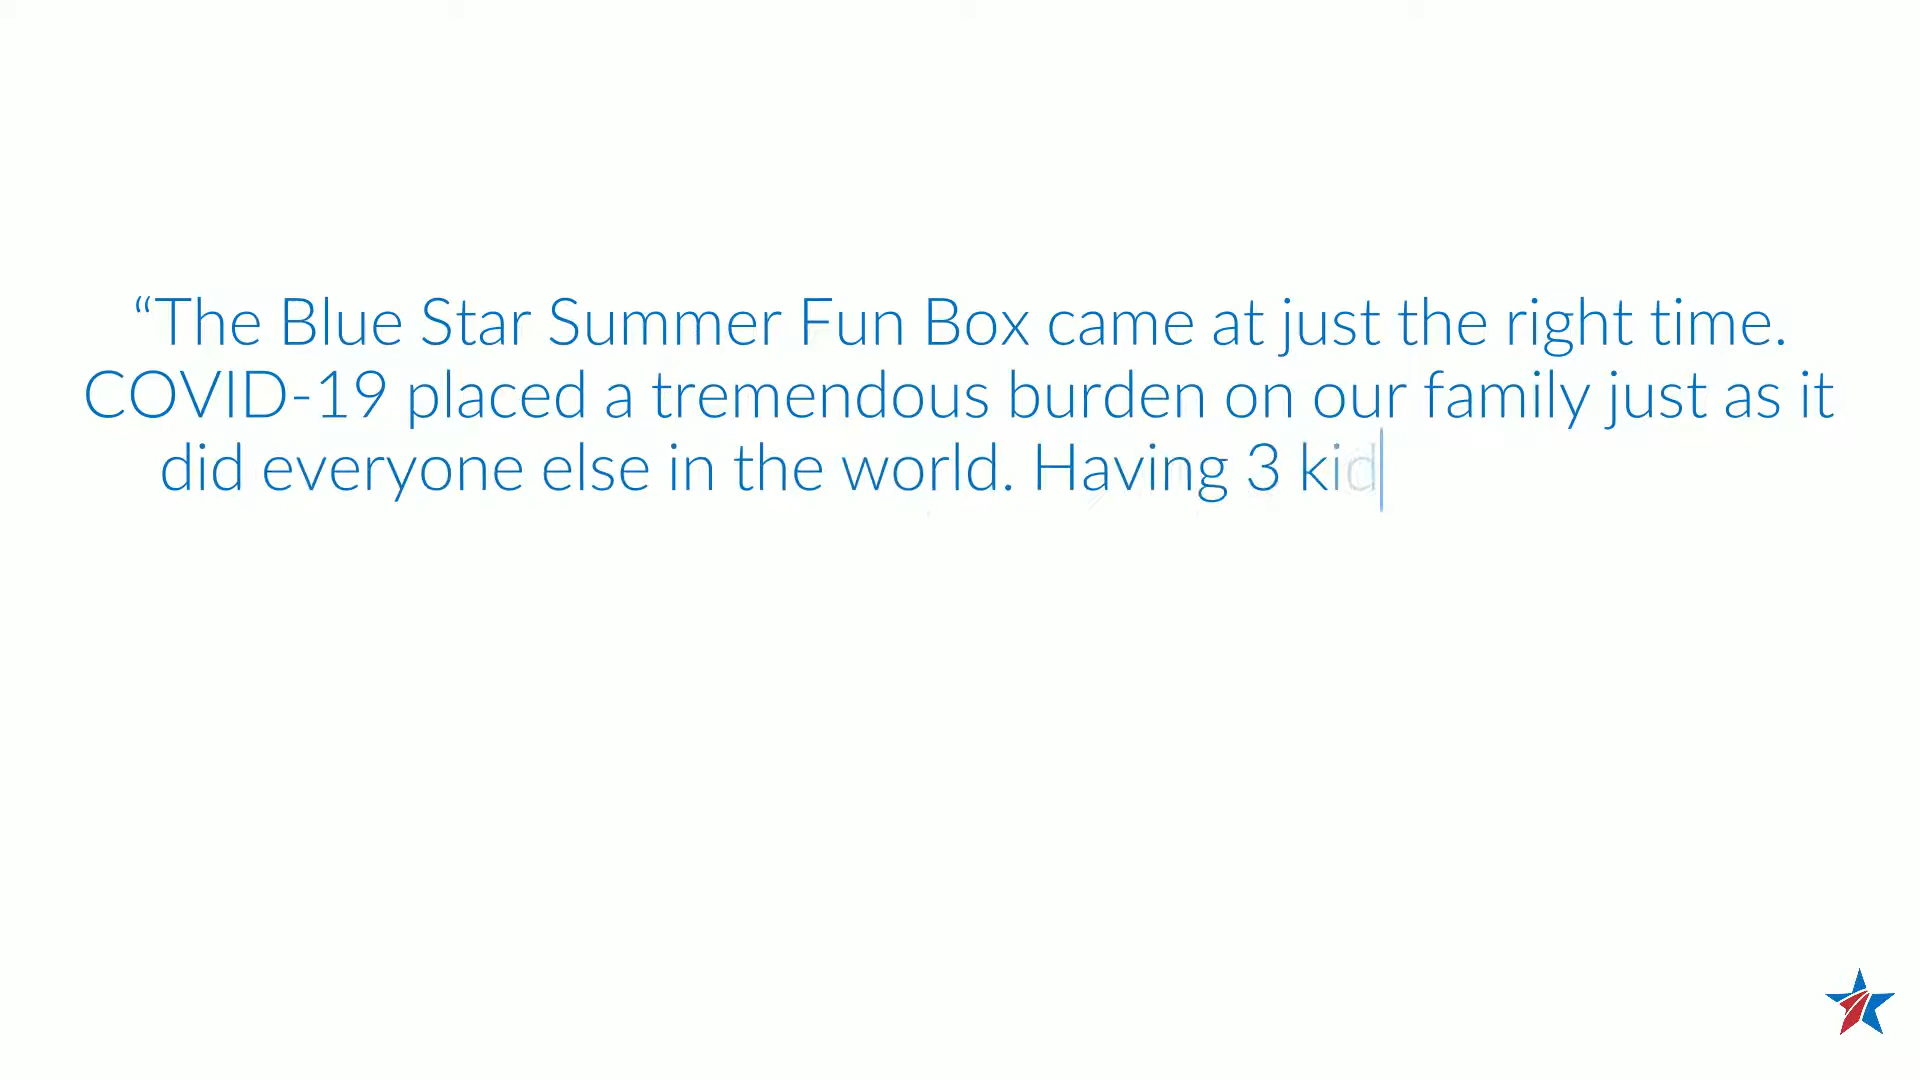 “The Blue Star Summer Fun Box came at just the right time.
COVID-19 placed a tremendous burden on our family just as it
did everyone else in the world. Having 3 kid